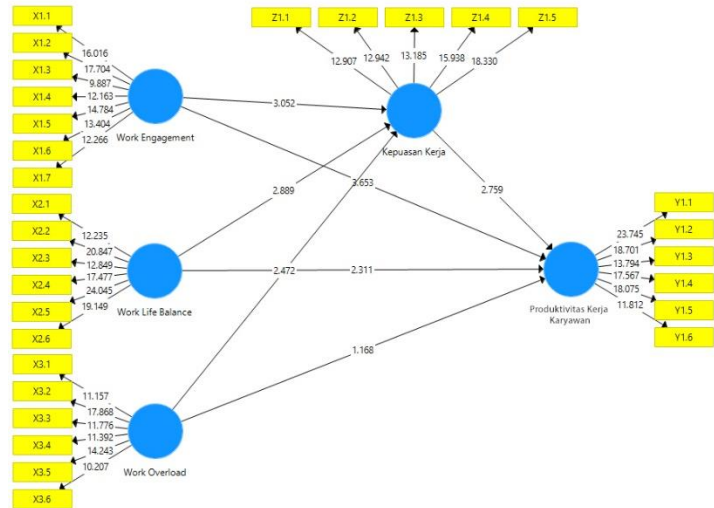 X1.1
X1.2
X1.3
X1.4
X1.5
X1.6
X1.7
16.016
17.704
9.887
12.163
14.784
13.404
12.266
Work Engagement
Z1.1
Z1.2
Z1.3
Z1.4
Z1.5
12.907
12.942
13.185
15.938
18.330
Kepuasan Kerja
3.052
2.889
3.653
2.759
2.472
2.311
1.168
X2.1
X2.2
X2.3
X2.4
X2.5
X2.6
12.235
20.847
12.849
17.477
24.045
19.149
Work Life Balance
Y1.1
Y1.2
Y1.3
Y1.4
Y1.5
Y1.6
23.745
18.701
13.794
17.567
18.075
11.812
Produktivitas Kerja
Karyawan
X3.1
X3.2
X3.3
X3.4
X3.5
X3.6
11.157
17.868
11.776
11.392
14.243
10.207
Work Overload